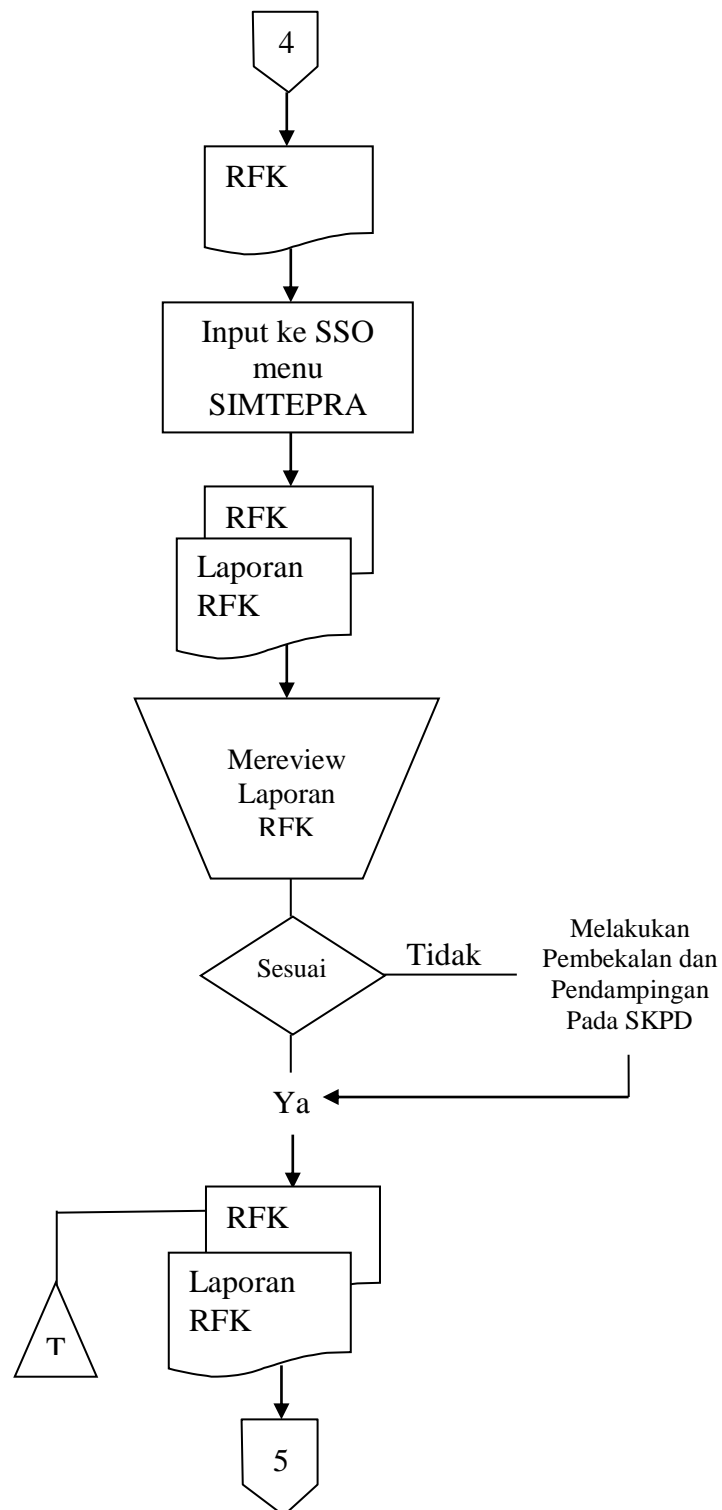 4
RFK
Input ke SSO
menu
SIMTEPRA
RFK
Laporan
RFK
Mereview
Laporan
RFK
Sesuai
Tidak
Melakukan
Pembekalan dan
Pendampingan
Pada SKPD
Ya
RFK
Laporan
RFK
T
5